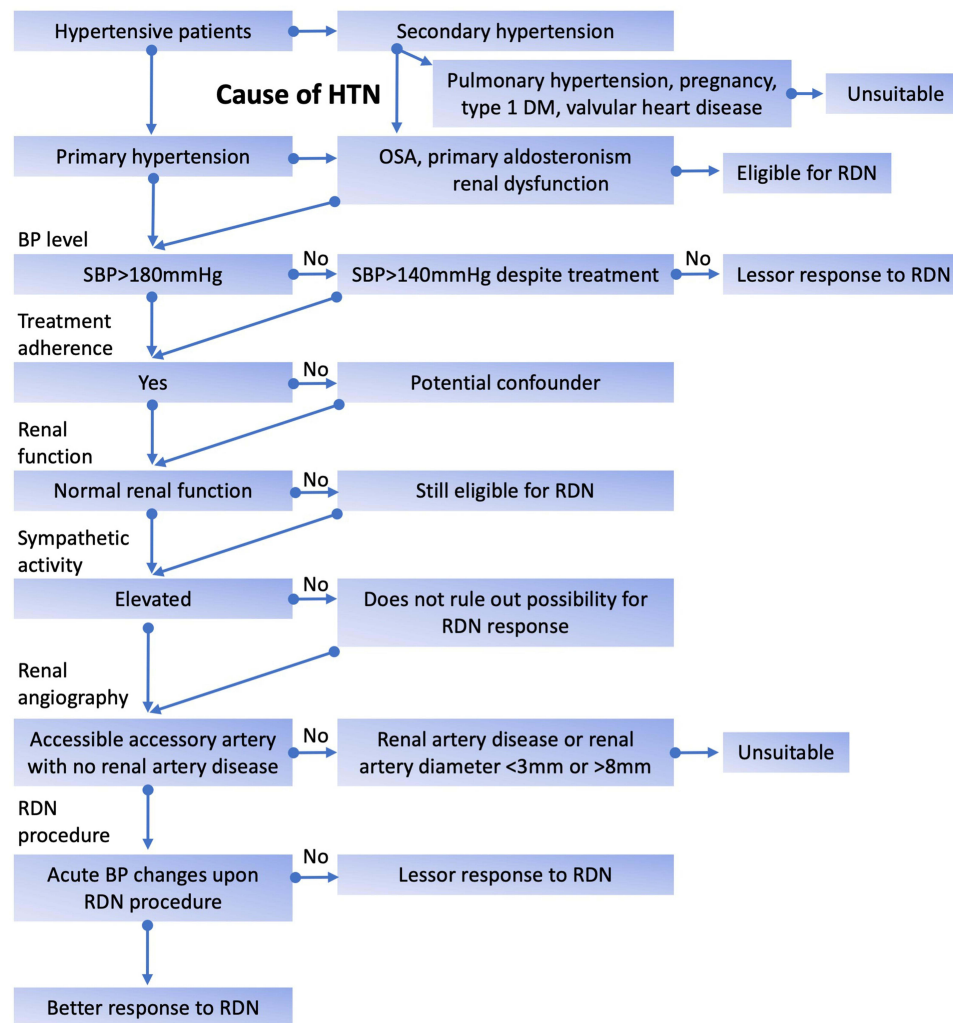 Hypertensive patients
Secondary hypertension
Cause of HTN
Pulmonary hypertension, pregnancy,
type 1 DM, valvular heart disease
Unsuitable
Primary hypertension
OSA, primary aldosteronism
renal dysfunction
Eligible for RDN
BP level
SBP>180mmHg
No
SBP>140mmHg despite treatment
No
Lessor response to RDN
Treatment
adherence
Yes
No
Potential confounder
Renal
function
Normal renal function
No
Still eligible for RDN
Sympathetic
activity
Elevated
No
Does not rule out possibility for
RDN response
Renal
angiography
Accessible accessory artery
with no renal artery disease
No
Renal artery disease or renal
artery diameter <3mm or >8mm
Unsuitable
RDN
procedure
Acute BP changes upon
RDN procedure
No
Lessor response to RDN
Better response to RDN